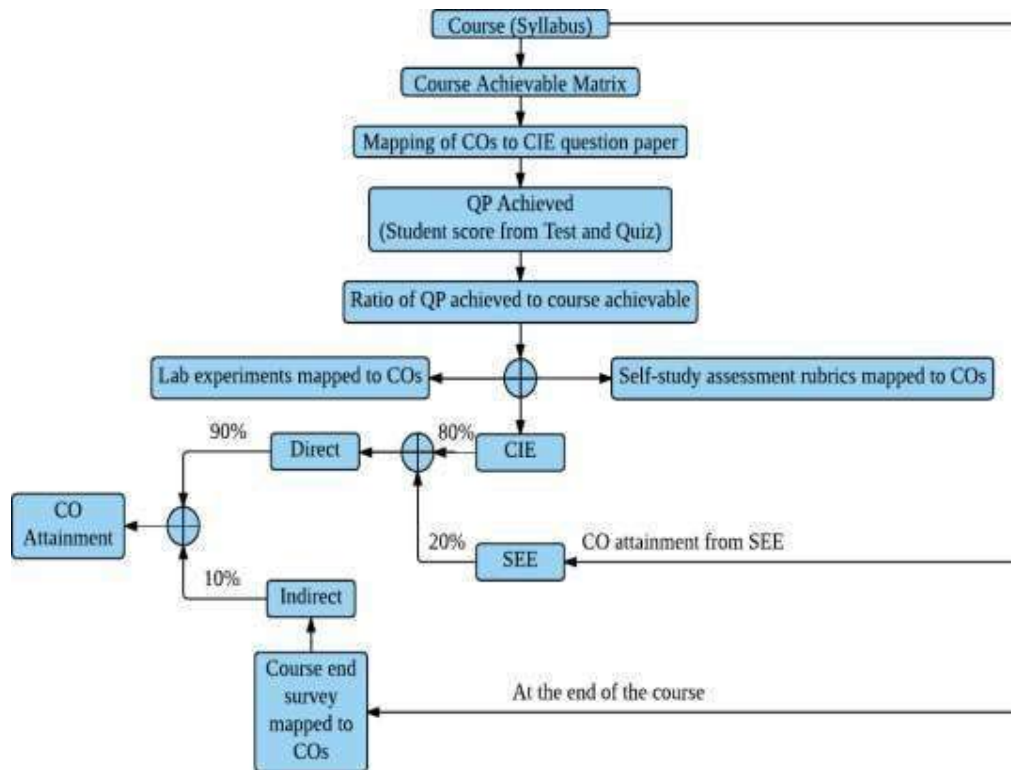 Course (Syllabus)
Course Achievable Matrix
Mapping of COs to CIE question paper
QP Achieved
(Student score from Test and Quiz)
Ratio of QP achieved to course achievable
Lab experiments mapped to COs
Self-study assessment rubrics mapped to COs
90%
Direct
80%
CIE
CO
Attainment
20%
SEE
CO attainment from SEE
10%
Indirect
Course end
survey
mapped to
COs
At the end of the course